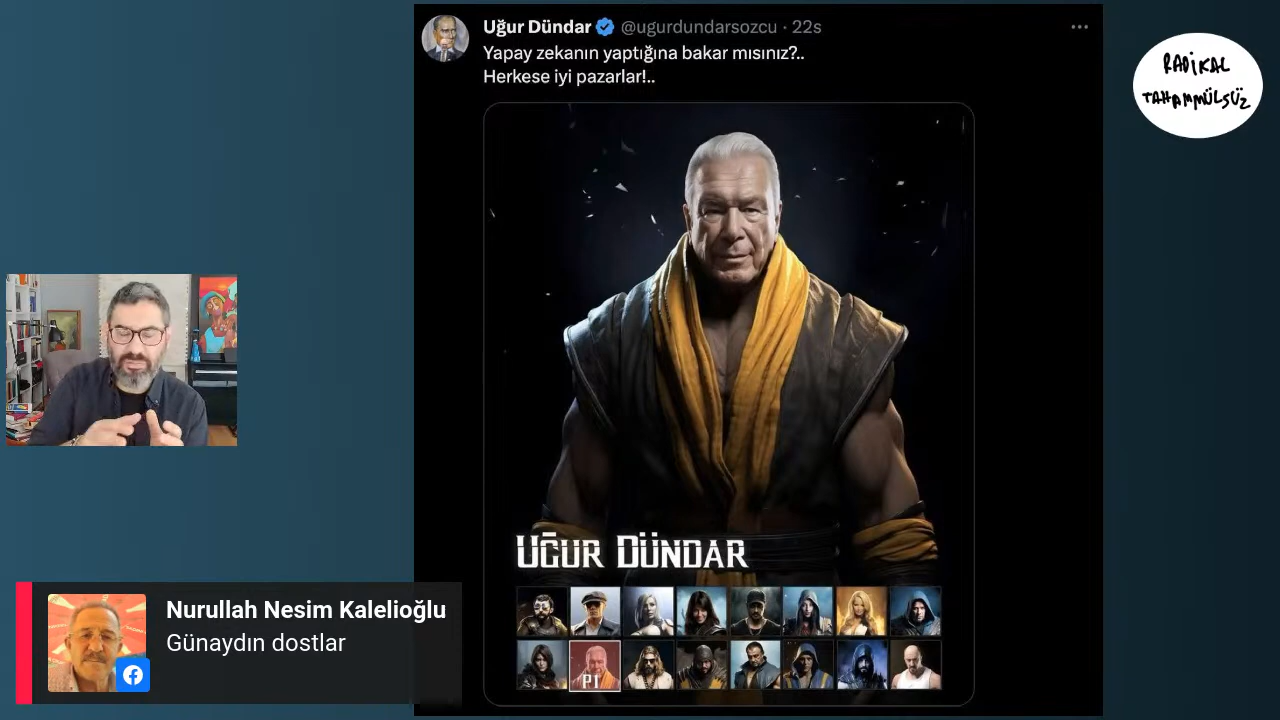 Uğur Dündar @ugurdundarsozcu · 22s
Yapay zekanın yaptığına bakar mısınız?..
Herkese iyi pazarlar!..
RADİKAL
TAHAMMÜLSÜZ
UĞUR DÜNDAR
P1
Nurullah Nesim Kalelioğlu
Günaydın dostlar